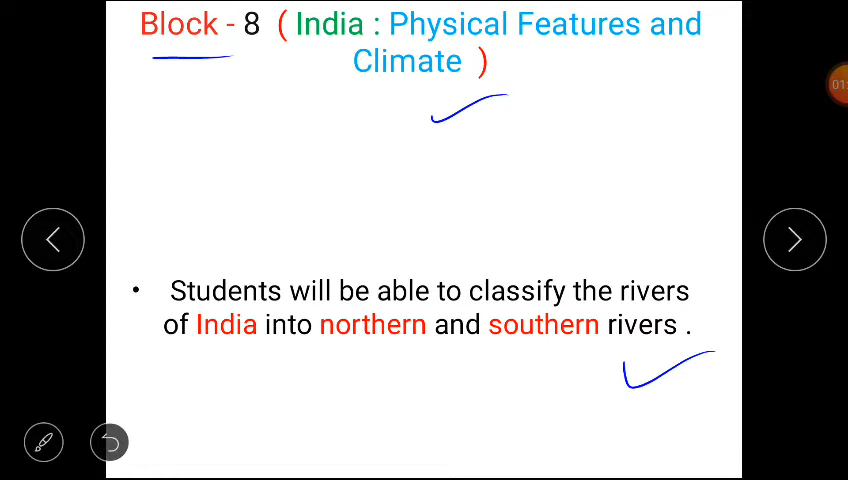 Block - 8 ( India : Physical Features and
Climate )
01:
• Students will be able to classify the rivers
of India into northern and southern rivers .